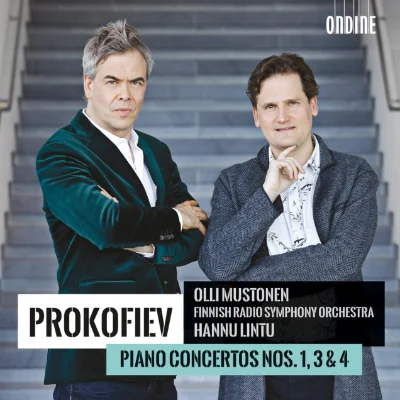 ONDINE
OLLI MUSTONEN
FINNISH RADIO SYMPHONY ORCHESTRA
HANNU LINTU
PROKOFIEV
PIANO CONCERTOS NOS. 1, 3 & 4